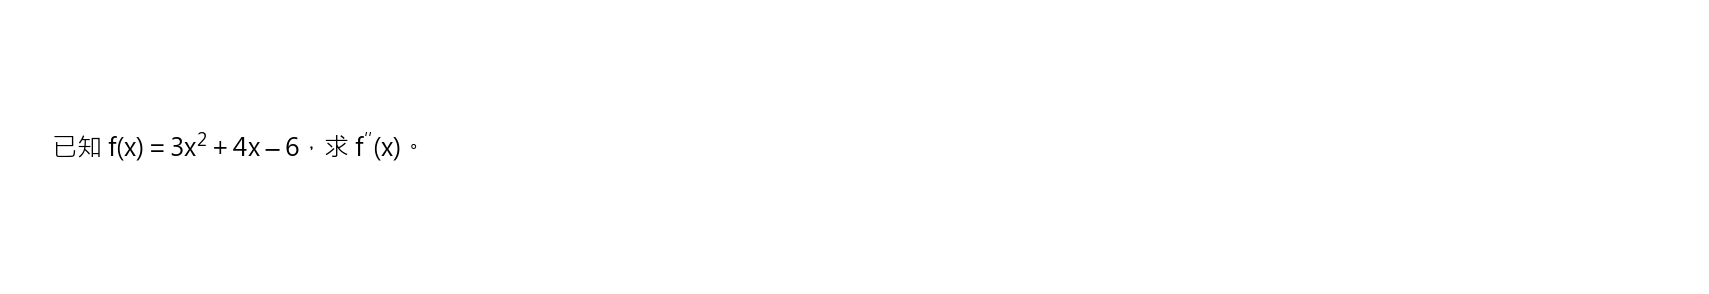 已知 f(x) = 3x² + 4x – 6，求 f′′(x)。